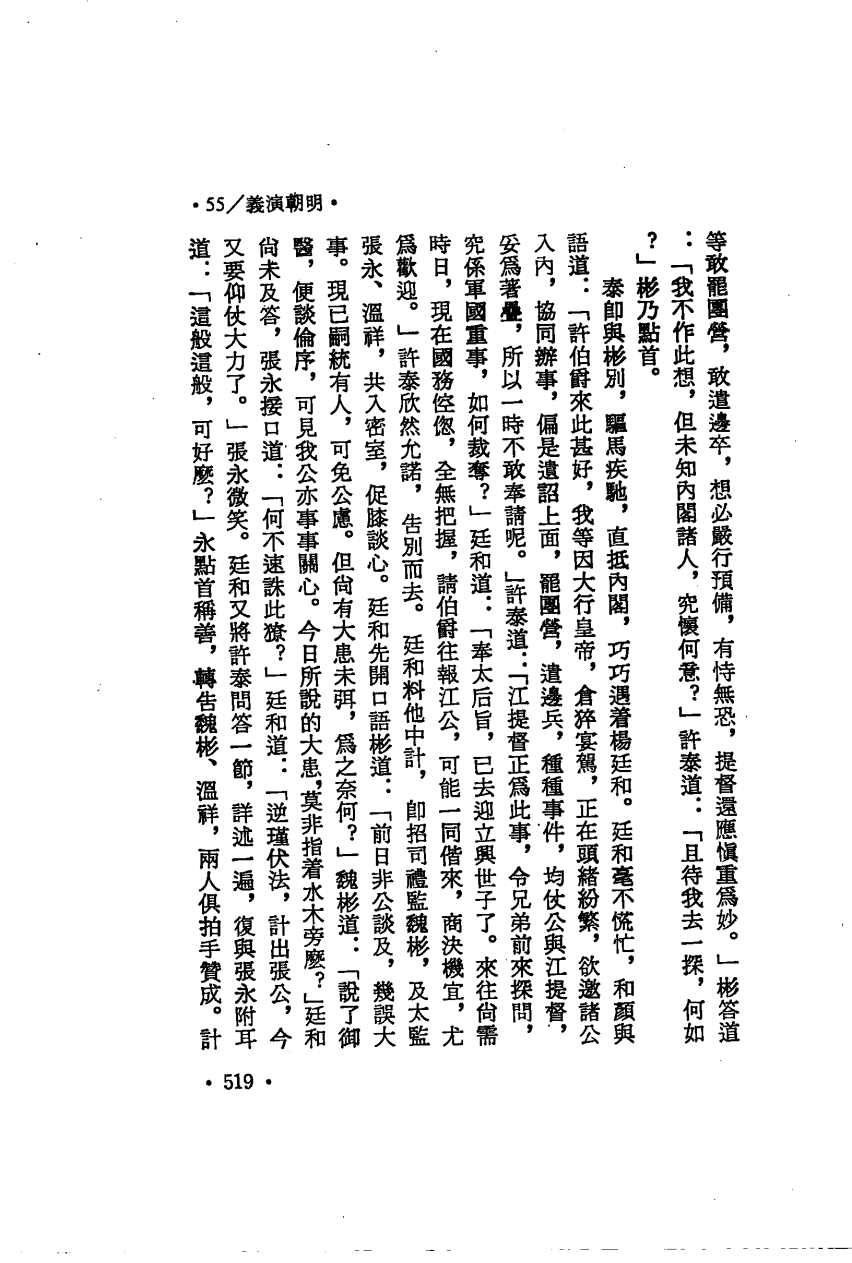 •55/義演朝明•
等敢罷團營，敢遣邊卒，想必嚴行預備，有恃無恐，提督還應愼重爲妙。」彬答道
：「我不作此想，但未知內閣諸人，究懷何意？」許泰道：「且待我去一探，何如
？」彬乃點首。
泰卽與彬別，驅馬疾馳，直抵內閣，巧巧遇着楊廷和。廷和毫不慌忙，和顏與
語道：「許伯爵來此甚好，我等因大行皇帝，倉猝宴駕，正在頭緒紛繁，欲邀諸公
入內，協同辦事，偏是遺詔上面，罷團營，遣邊兵，種種事件，均仗公與江提督，
妥爲著疊，所以一時不敢奉請呢。」許泰道：「江提督正爲此事，令兄弟前來探問，
究係軍國重事，如何裁奪？」廷和道：「奉太后旨，已去迎立興世子了。來往尙需
時日，現在國務倥傯，全無把握，請伯爵往報江公，可能一同偕來，商決機宜，尤
爲歡迎。」許泰欣然允諾，告別而去。廷和料他中計，卽招司禮監魏彬，及太監
張永、溫祥，共入密室，促膝談心。廷和先開口語彬道：「前日非公談及，幾誤大
事。現已嗣統有人，可免公慮。但尙有大患未弭，爲之奈何？」魏彬道：「說了御
醫，便談倫序，可見我公亦事事關心。今日所說的大患，莫非指着水木旁麽？」廷和
尙未及答，張永接口道：「何不速誅此獠？」廷和道：「逆瑾伏法，計出張公，今
又要仰仗大力了。」張永微笑。廷和又將許泰問答一節，詳述一遍，復與張永附耳
道：「這般這般，可好麽？」永點首稱善，轉告魏彬、溫祥，兩人俱拍手贊成。計
•519•